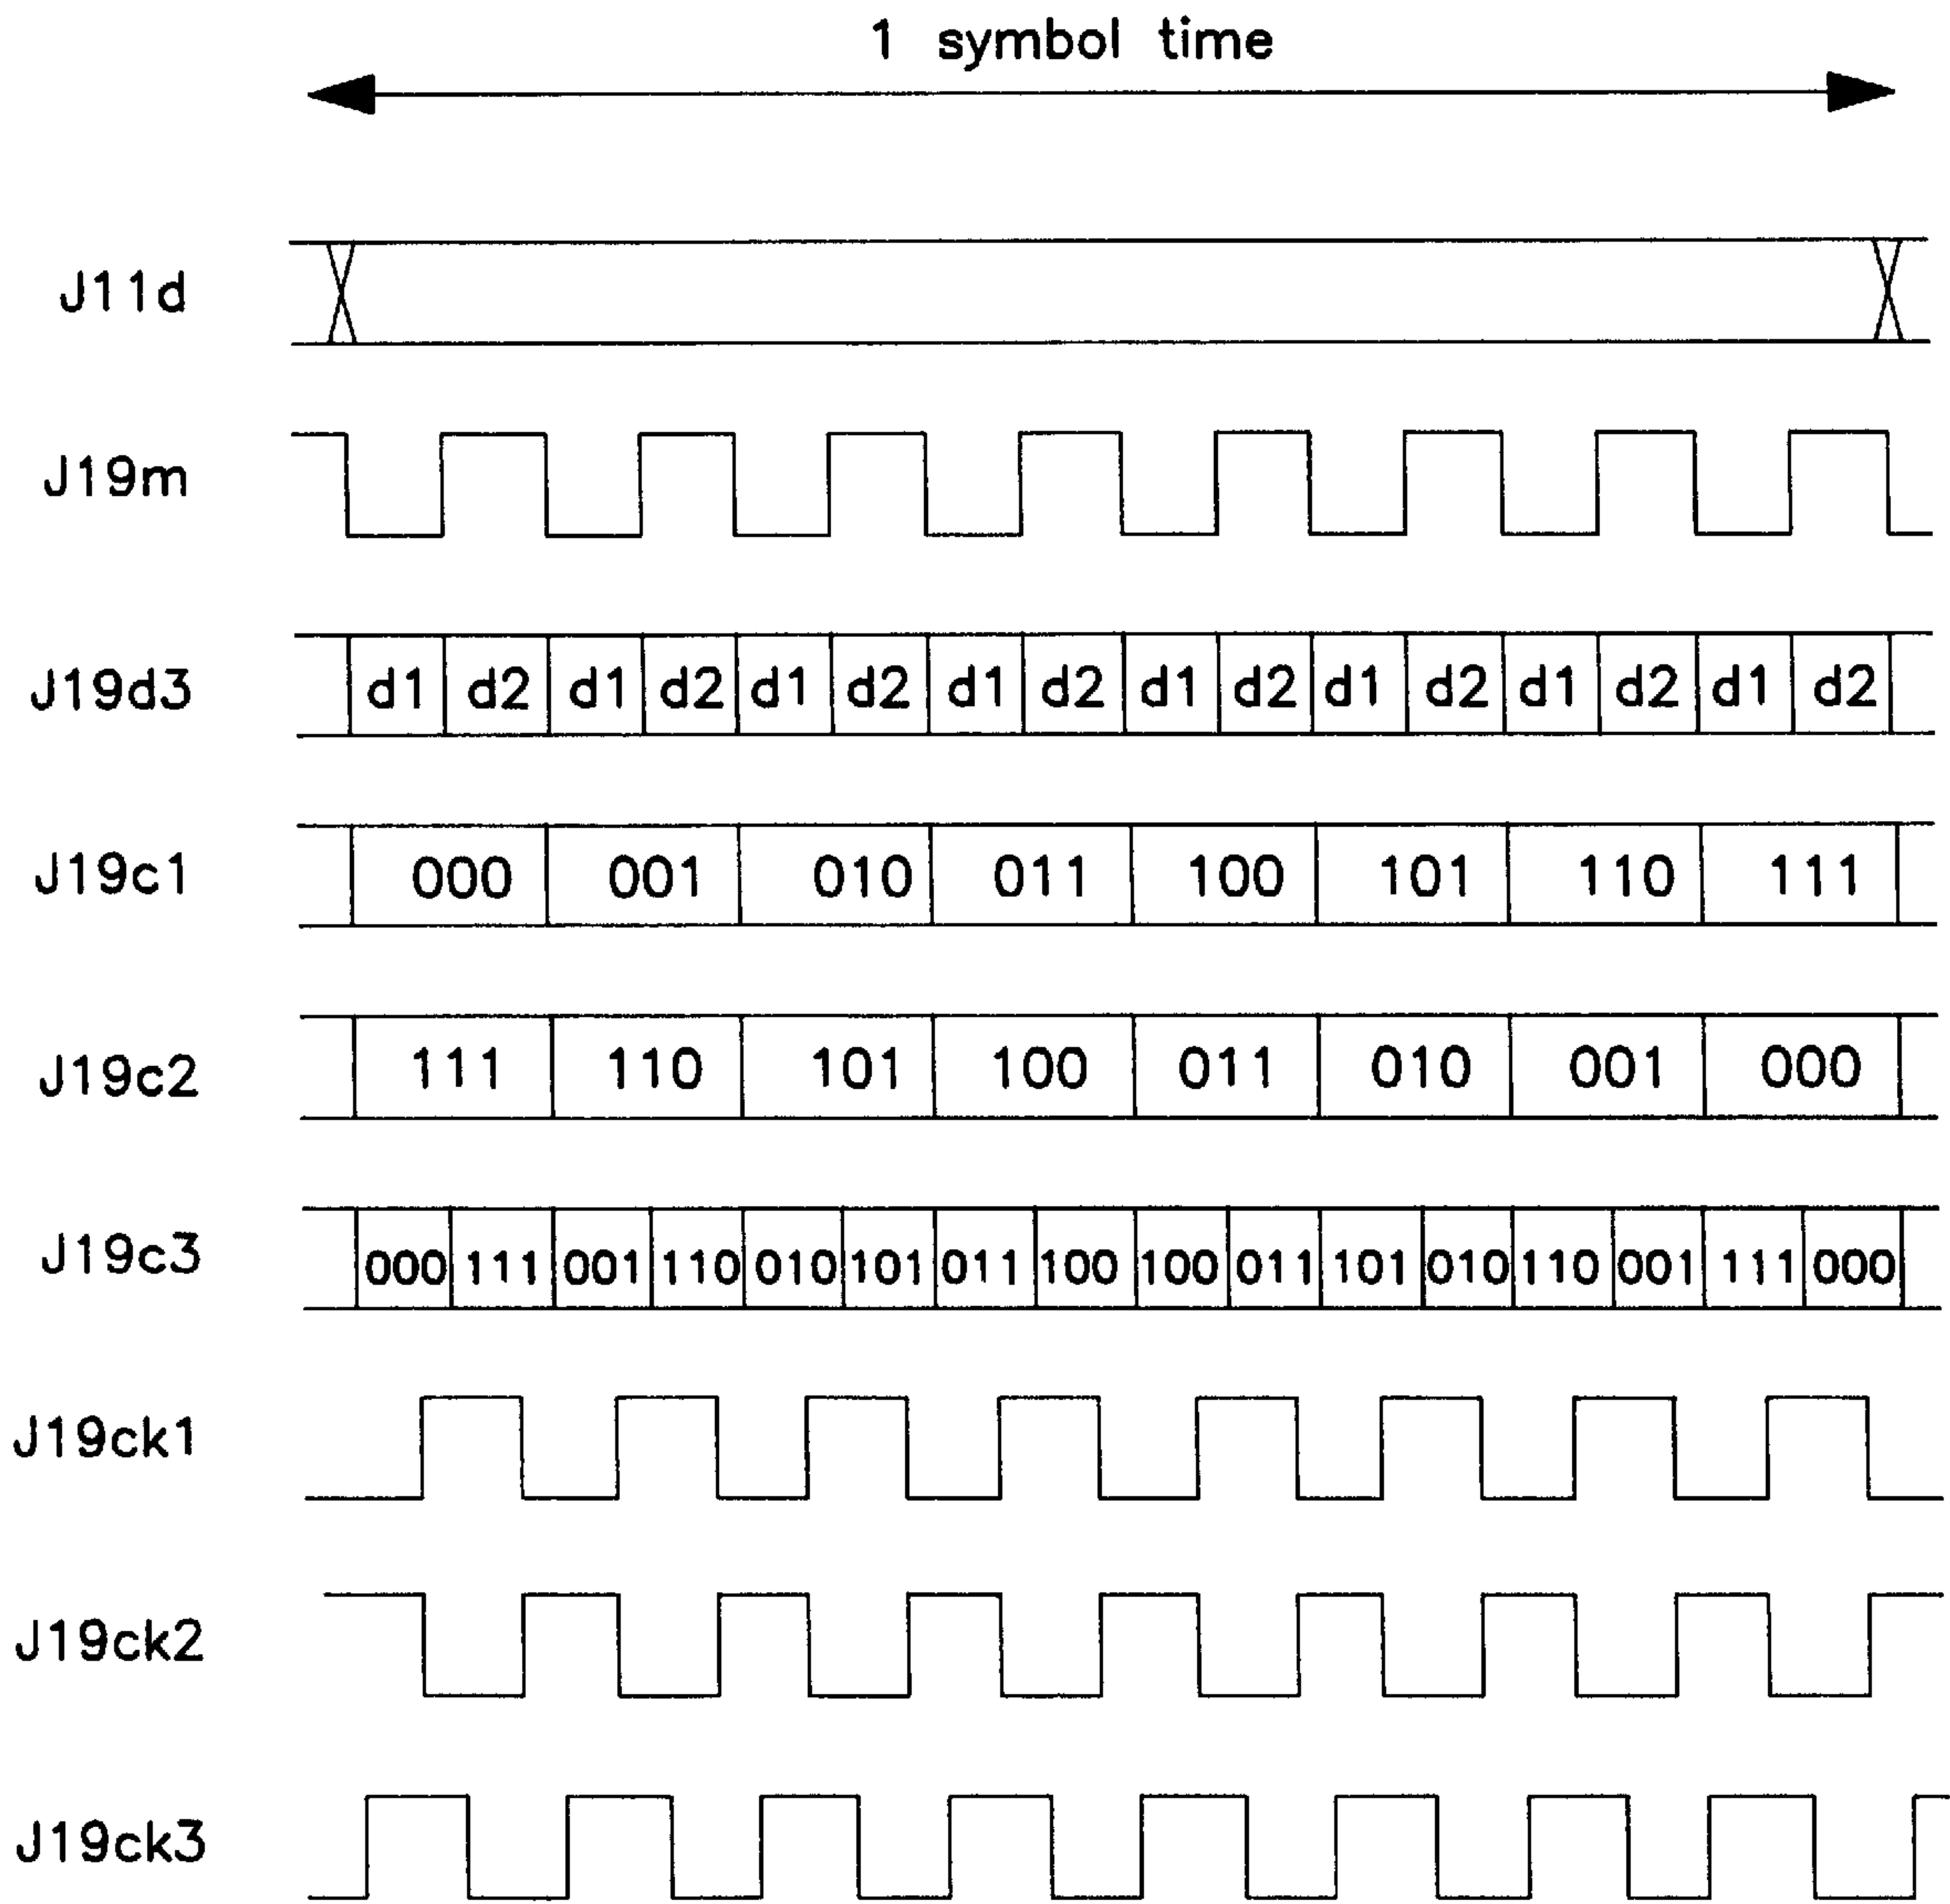 1 symbol time
J11d
J19m
J19d3 d1 d2 d1 d2 d1 d2 d1 d2 d1 d2 d1 d2 d1 d2 d1 d2
J19c1 000 001 010 011 100 101 110 111
J19c2 111 110 101 100 011 010 001 000
J19c3 000 111 001 110 010 101 011 100 100 011 101 010 110 001 111 000
J19ck1
J19ck2
J19ck3